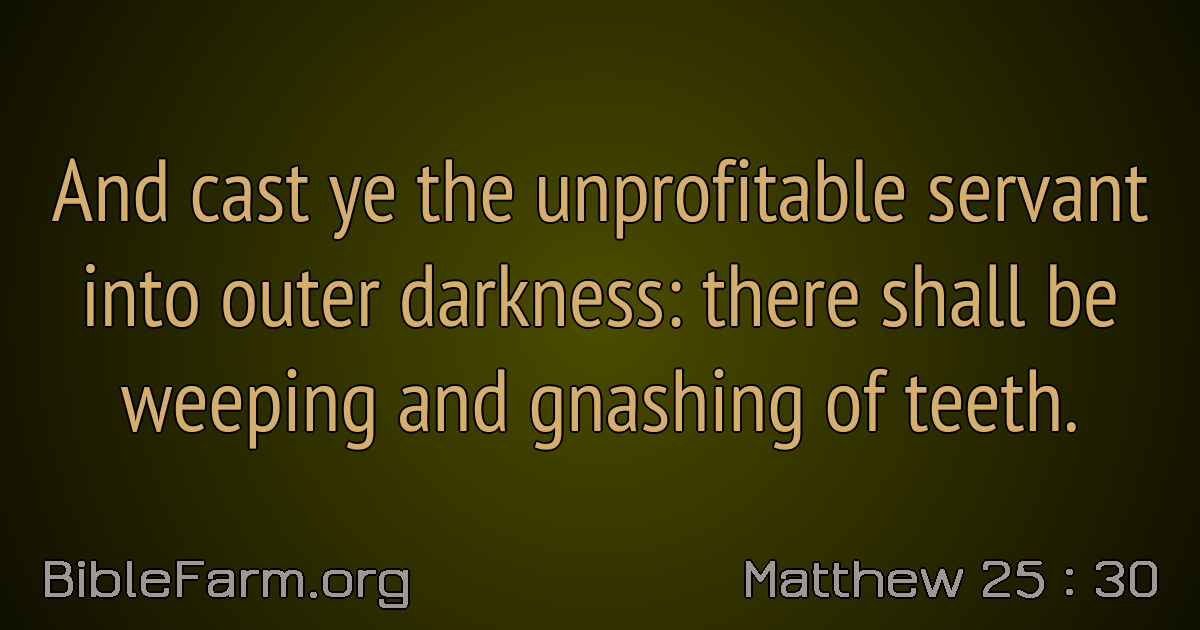 And cast ye the unprofitable servant
into outer darkness: there shall be
weeping and gnashing of teeth.
BibleFarm.org
Matthew 25 : 30